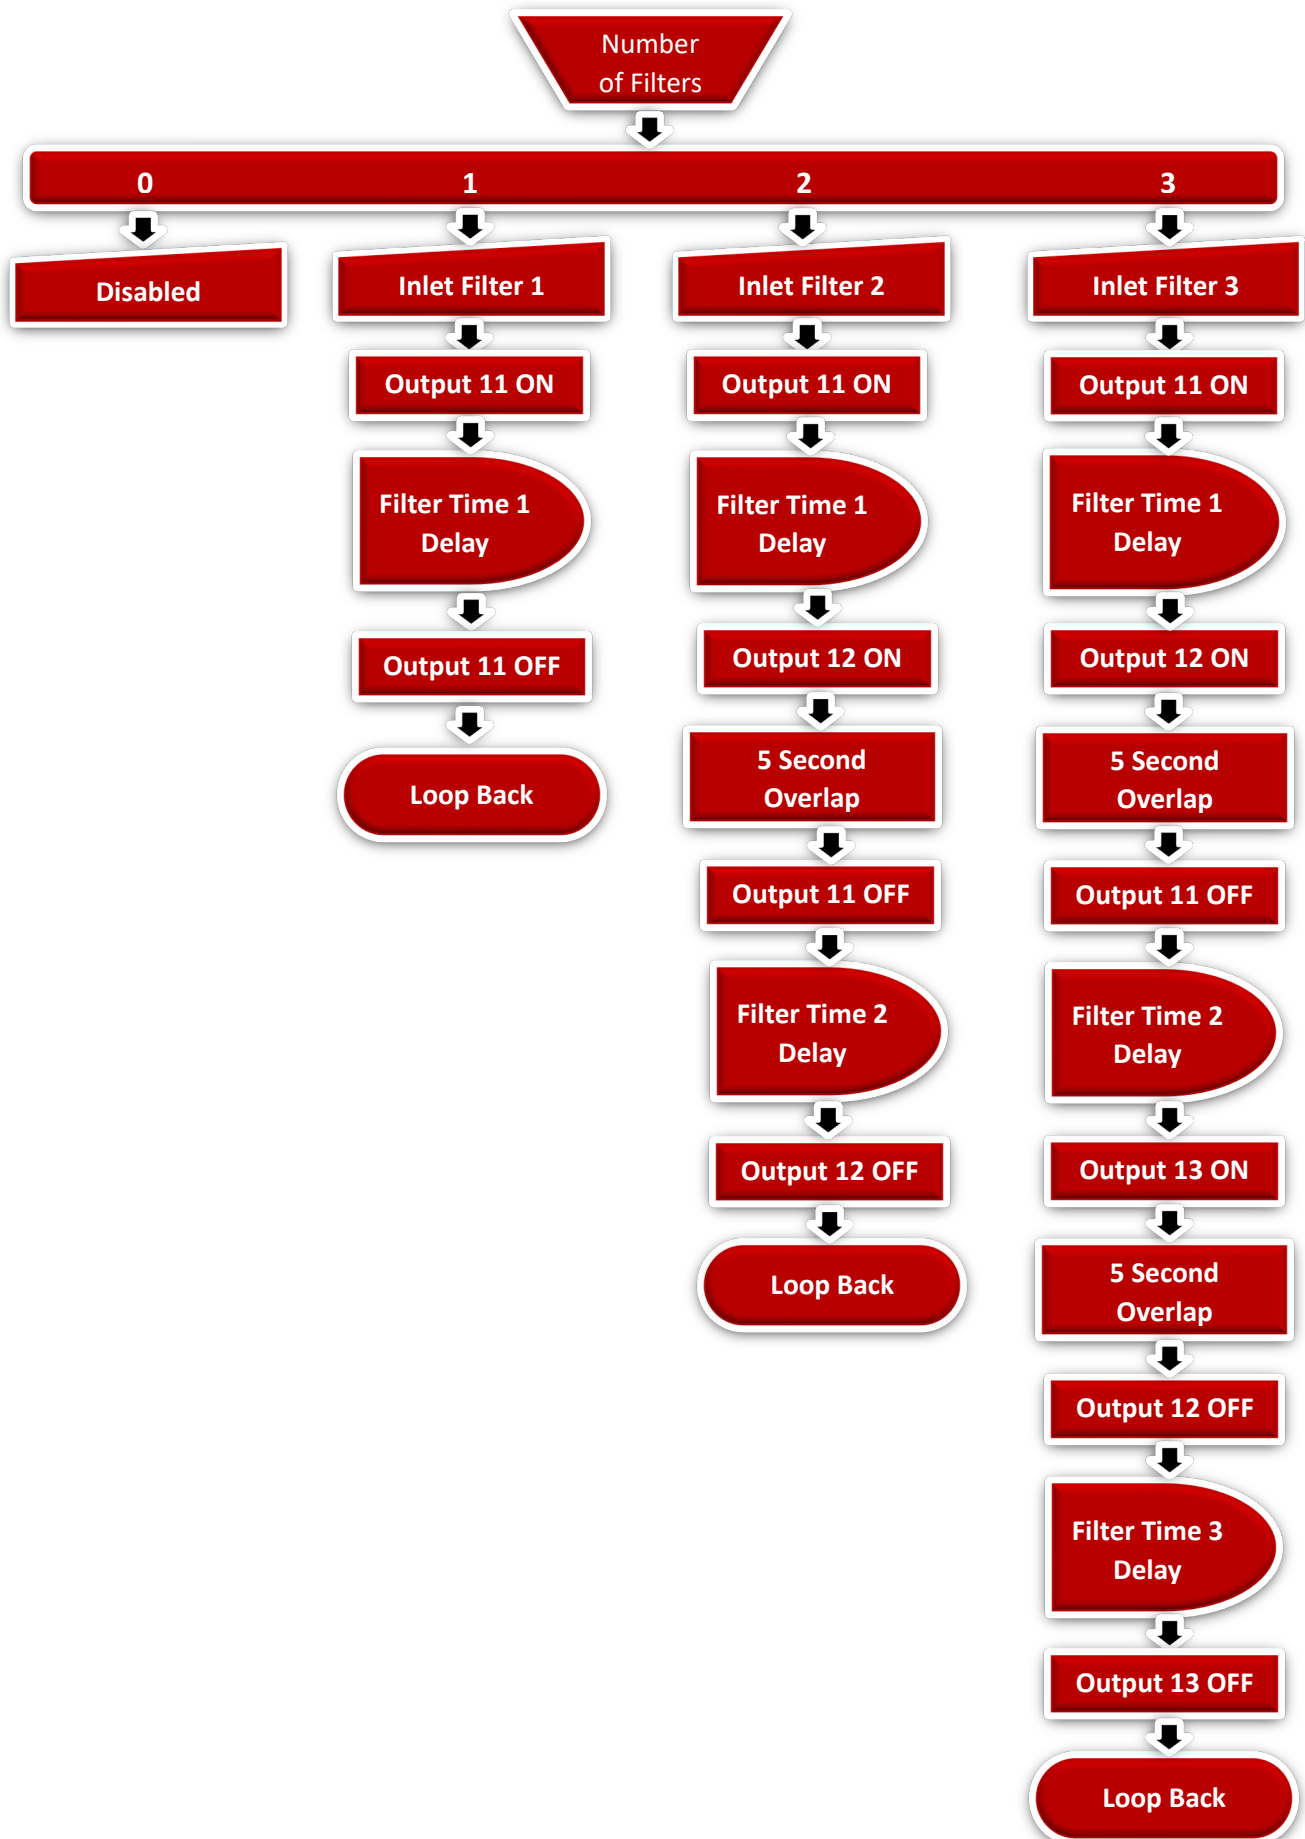 Number
of Filters
0
1
2
3
Disabled
Inlet Filter 1
Output 11 ON
Filter Time 1
Delay
Output 11 OFF
Loop Back
Inlet Filter 2
Output 11 ON
Filter Time 1
Delay
Output 12 ON
5 Second
Overlap
Output 11 OFF
Filter Time 2
Delay
Output 12 OFF
Loop Back
Inlet Filter 3
Output 11 ON
Filter Time 1
Delay
Output 12 ON
5 Second
Overlap
Output 11 OFF
Filter Time 2
Delay
Output 13 ON
5 Second
Overlap
Output 12 OFF
Filter Time 3
Delay
Output 13 OFF
Loop Back